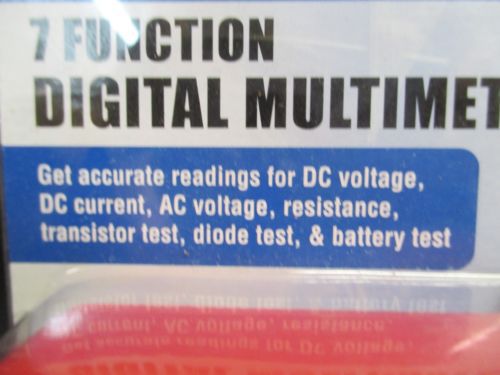 7 FUNCTION
DIGITAL MULTIMET
Get accurate readings for DC voltage,
DC current, AC voltage, resistance,
transistor test, diode test, & battery test